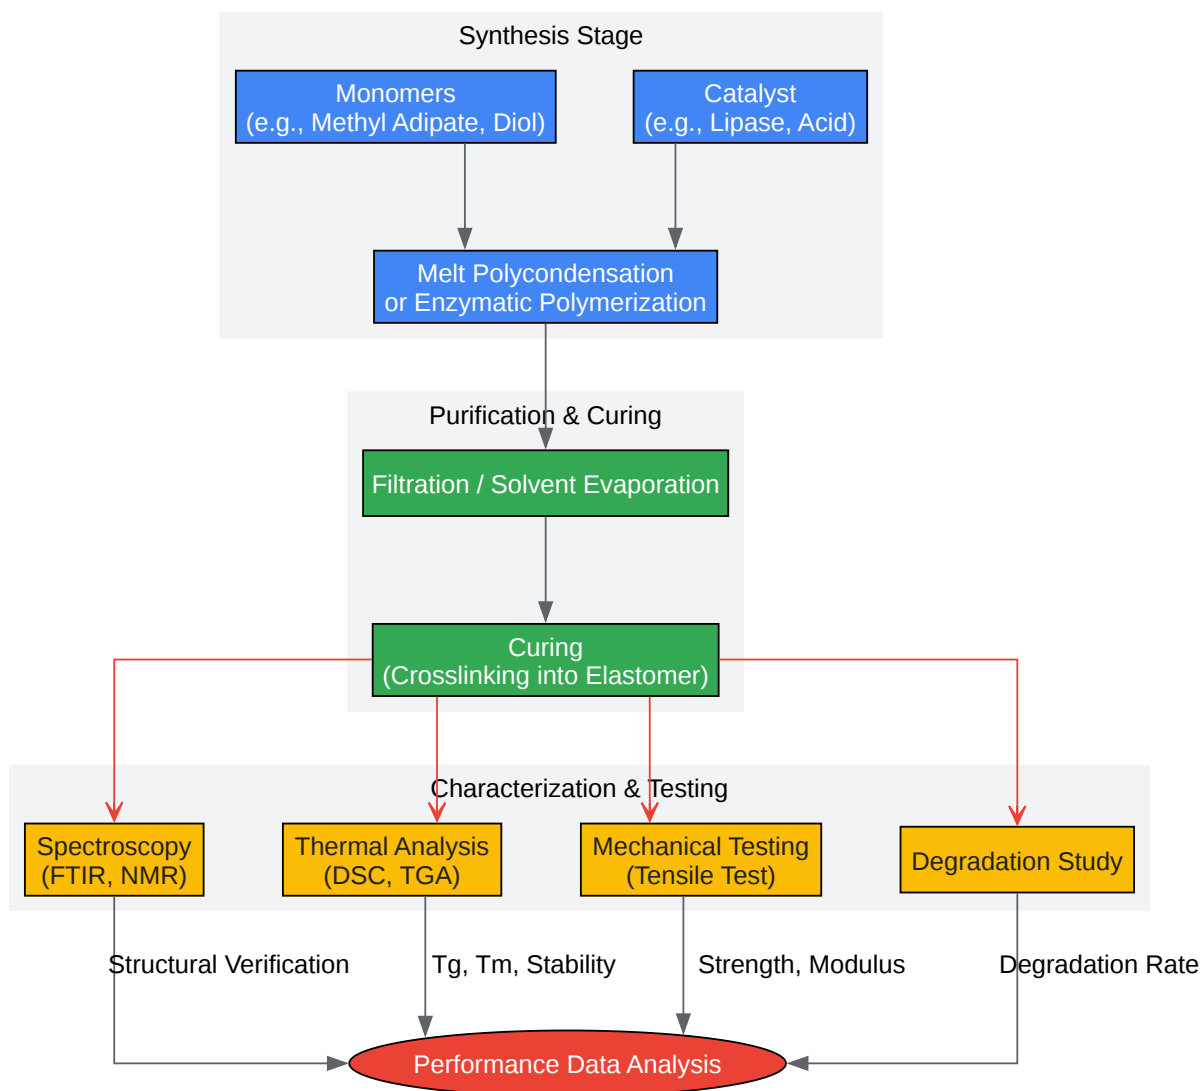 Synthesis Stage
Monomers
(e.g., Methyl Adipate, Diol)
Catalyst
(e.g., Lipase, Acid)
Melt Polycondensation
or Enzymatic Polymerization
Purification & Curing
Filtration / Solvent Evaporation
Curing
(Crosslinking into Elastomer)
Characterization & Testing
Spectroscopy
(FTIR, NMR)
Thermal Analysis
(DSC, TGA)
Mechanical Testing
(Tensile Test)
Degradation Study
Structural Verification
Tg, Tm, Stability
Strength, Modulus
Degradation Rate
Performance Data Analysis